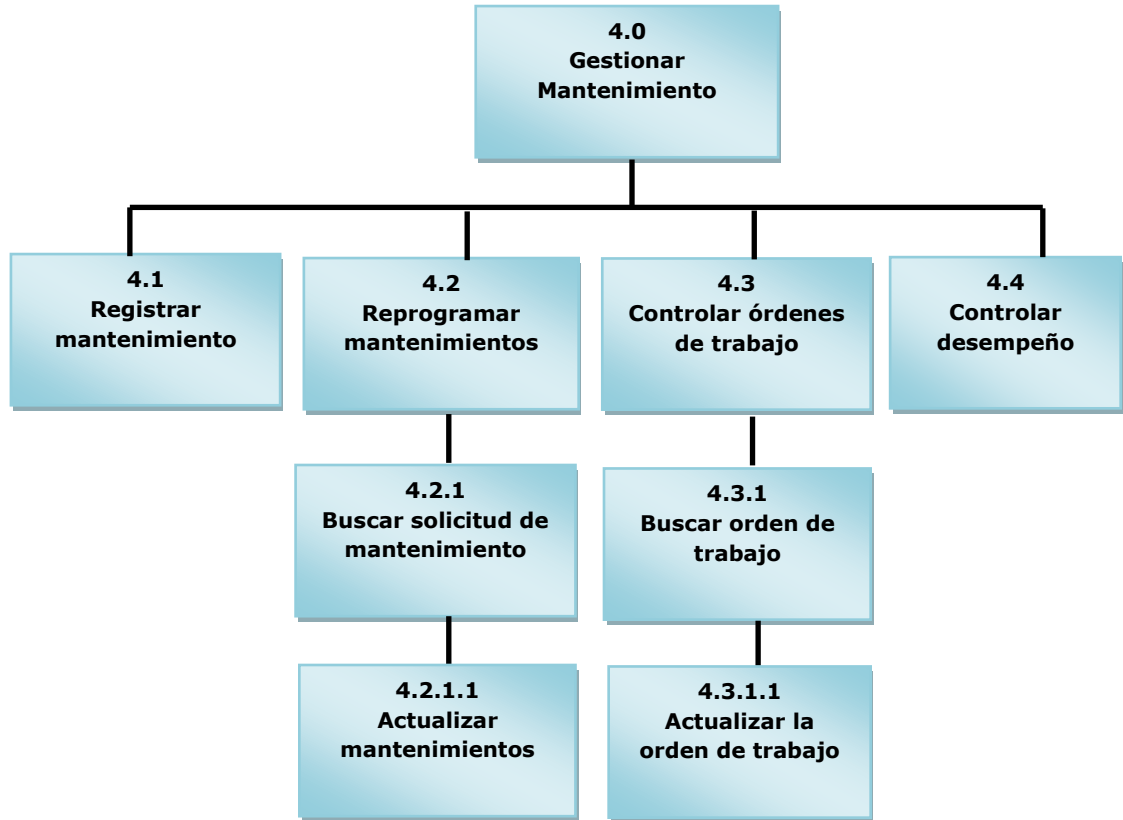 4.0
Gestionar
Mantenimiento
4.1
Registrar
mantenimiento
4.2
Reprogramar
mantenimientos
4.3
Controlar órdenes
de trabajo
4.4
Controlar
desempeño
4.2.1
Buscar solicitud de
mantenimiento
4.3.1
Buscar orden de
trabajo
4.2.1.1
Actualizar
mantenimientos
4.3.1.1
Actualizar la
orden de trabajo